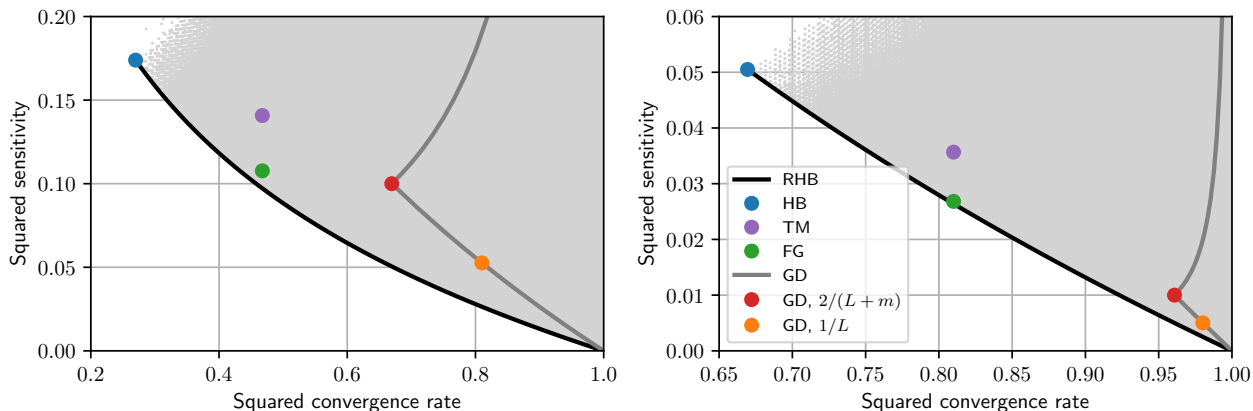 0.20
0.15
0.10
0.05
0.00
Squared sensitivity
0.2
0.4
0.6
0.8
1.0
Squared convergence rate
0.06
0.05
0.04
0.03
0.02
0.01
0.00
Squared sensitivity
RHB
HB
TM
FG
GD
GD, 2/(L + m)
GD, 1/L
0.65
0.70
0.75
0.80
0.85
0.90
0.95
1.00
Squared convergence rate